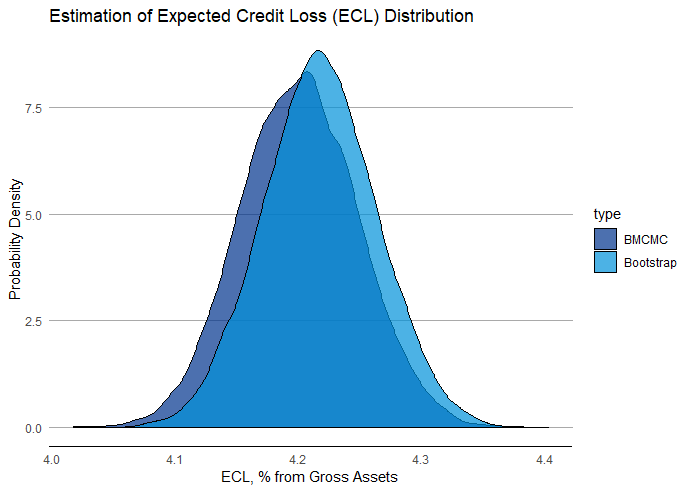 Estimation of Expected Credit Loss (ECL) Distribution
Probability Density
7.5
5.0
2.5
0.0
4.0 4.1 4.2 4.3 4.4
ECL, % from Gross Assets
type
BMCMC
Bootstrap